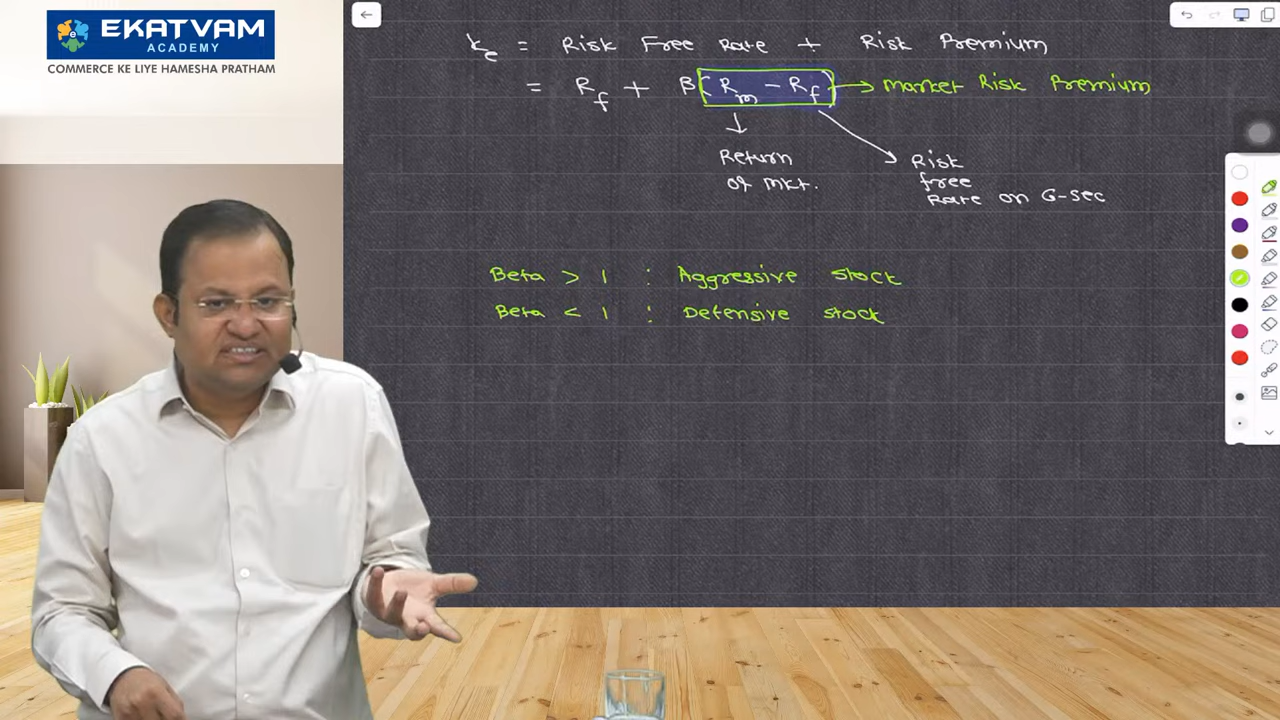 EKATVAM
ACADEMY
COMMERCE KE LIYE HAMESHA PRATHAM
Ke = Risk Free Rate + Risk Premium
= Rf + β(Rm - Rf) → market Risk Premium
Return
of mkt.
Risk
free
Rate on G-sec
Beta > 1 : Aggressive stock
Beta < 1 : Defensive stock